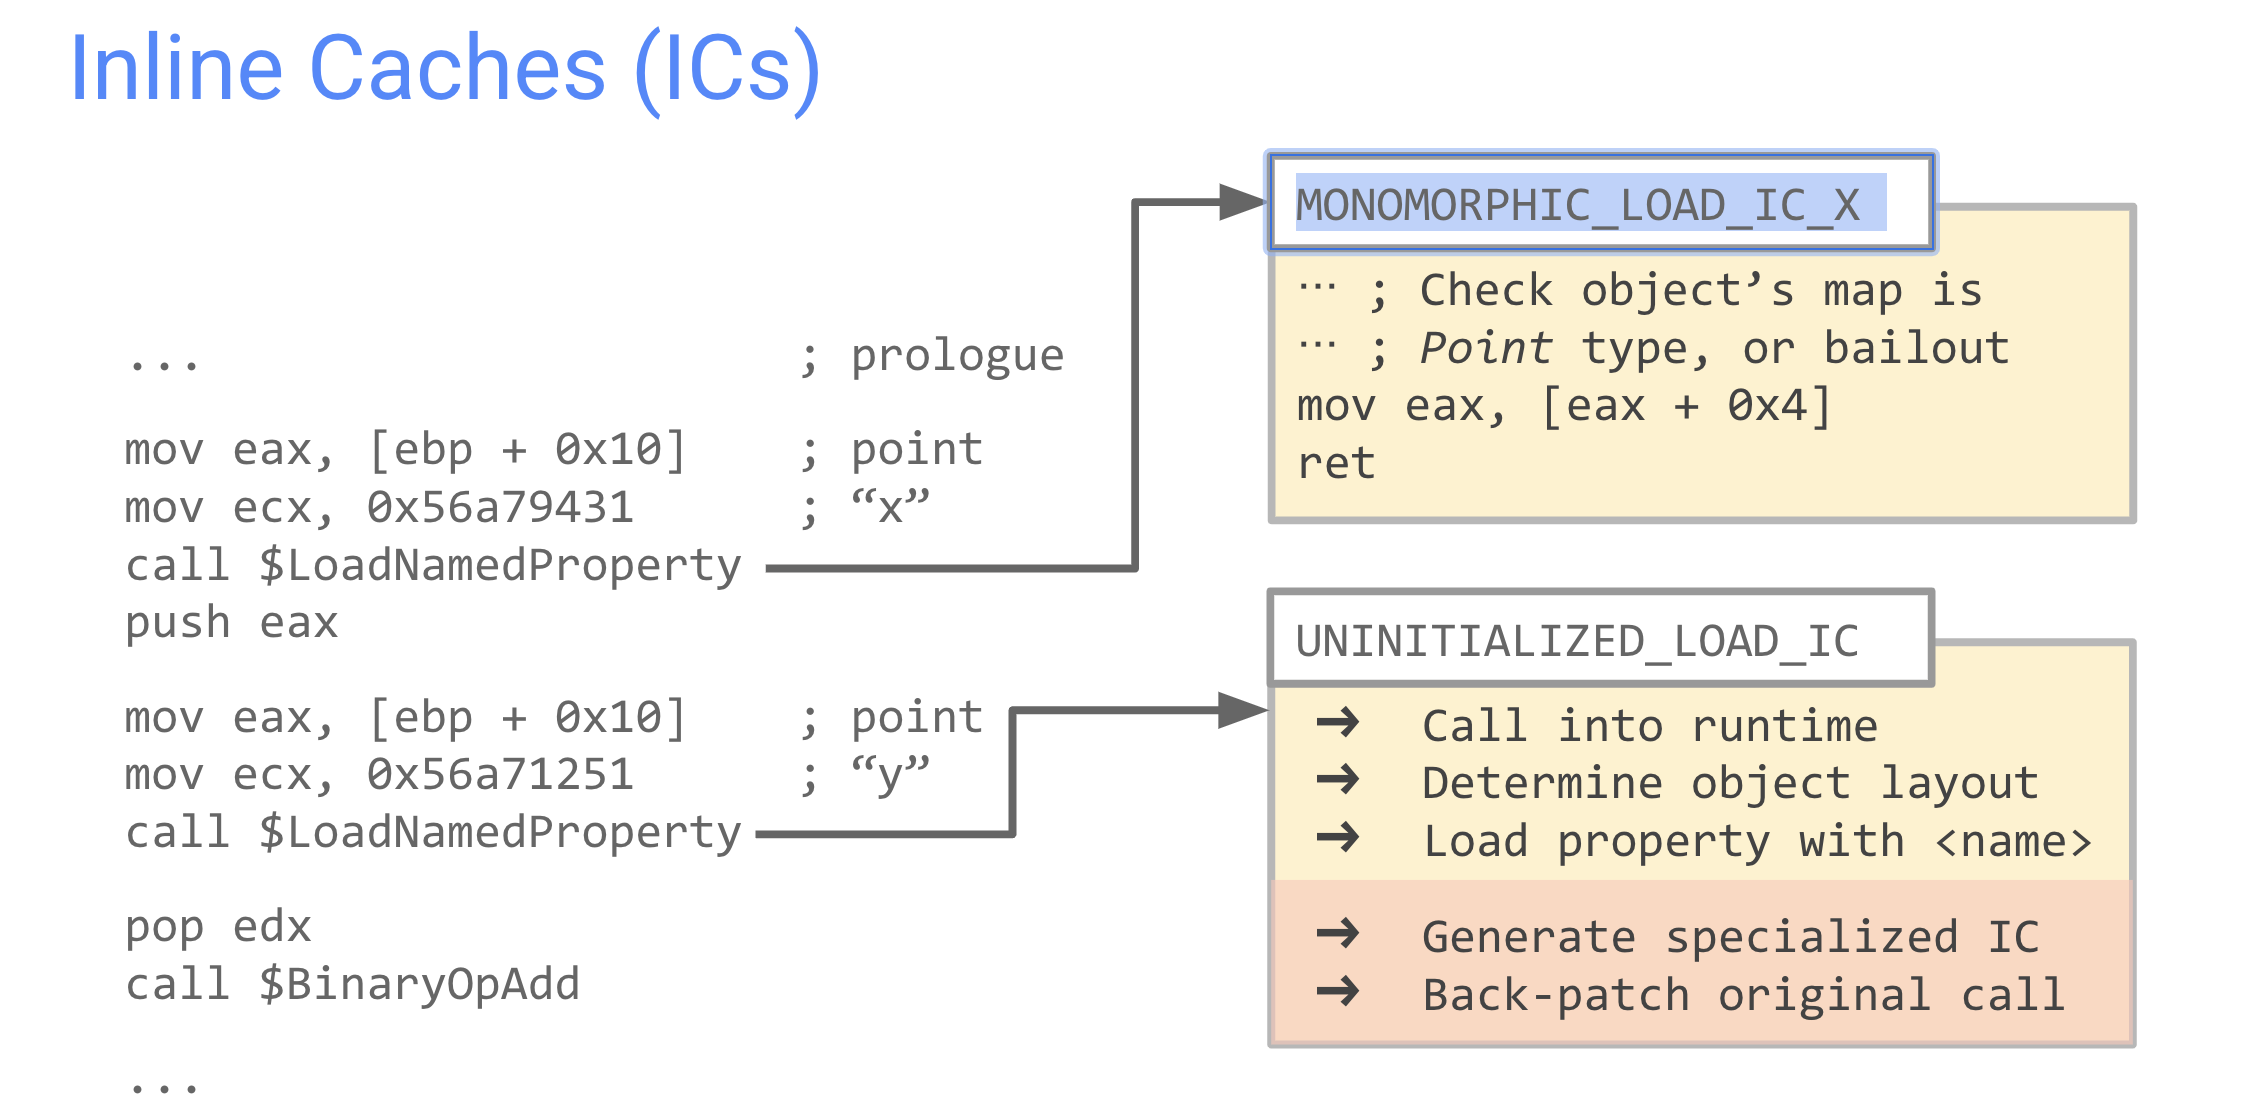 Inline Caches (ICs)
... ; prologue
mov eax, [ebp + 0x10] ; point
mov ecx, 0x56a79431 ; “x”
call $LoadNamedProperty
push eax
mov eax, [ebp + 0x10] ; point
mov ecx, 0x56a71251 ; “y”
call $LoadNamedProperty
pop edx
call $BinaryOpAdd
...
MONOMORPHIC_LOAD_IC_X
… ; Check object’s map is
… ; Point type, or bailout
mov eax, [eax + 0x4]
ret
UNINITIALIZED_LOAD_IC
→ Call into runtime
→ Determine object layout
→ Load property with <name>
→ Generate specialized IC
→ Back-patch original call